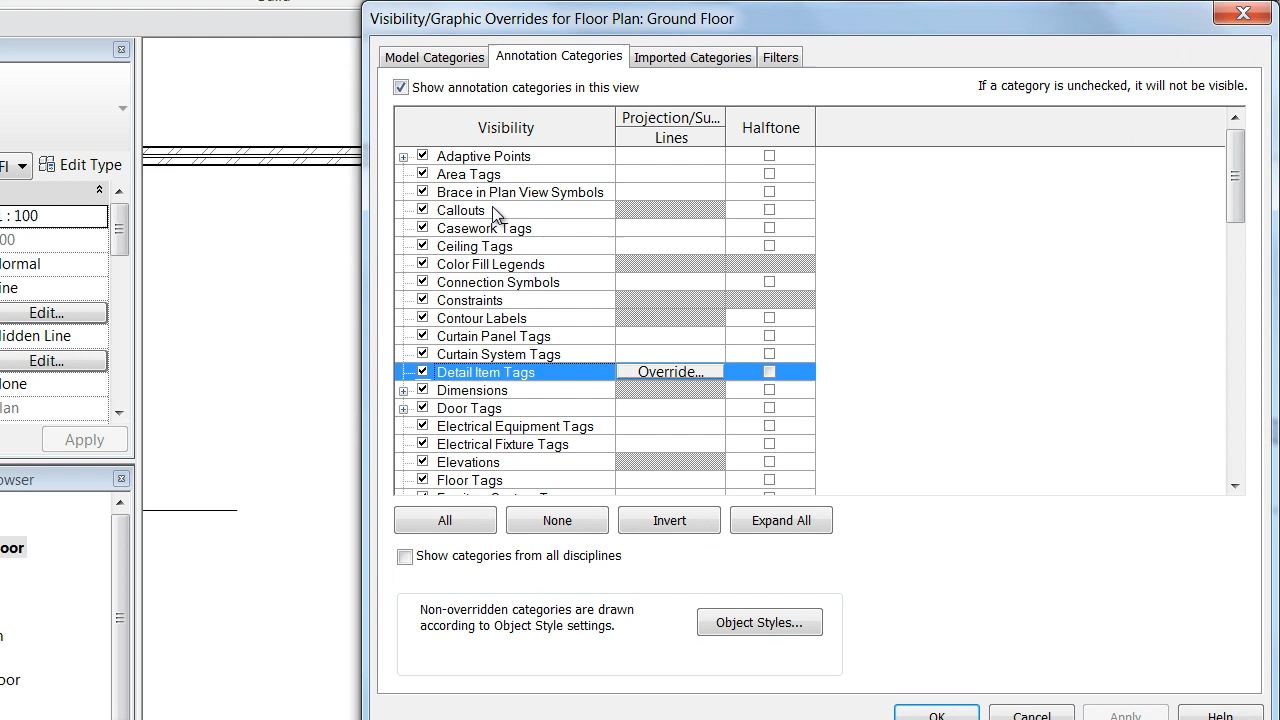 Visibility/Graphic Overrides for Floor Plan: Ground Floor
Model Categories
Annotation Categories
Imported Categories
Filters
Show annotation categories in this view
If a category is unchecked, it will not be visible.
Visibility
Projection/Su...
Lines
Halftone
Adaptive Points
Area Tags
Brace in Plan View Symbols
Callouts
Casework Tags
Ceiling Tags
Color Fill Legends
Connection Symbols
Constraints
Contour Labels
Curtain Panel Tags
Curtain System Tags
Detail Item Tags
Override...
Dimensions
Door Tags
Electrical Equipment Tags
Electrical Fixture Tags
Elevations
Floor Tags
All
None
Invert
Expand All
Show categories from all disciplines
Non-overridden categories are drawn
according to Object Style settings.
Object Styles...
OK
Cancel
Apply
Help
Edit Type
: 100
00
ormal
ine
Edit...
idden Line
Edit...
one
lan
Apply
owser
oor
oor